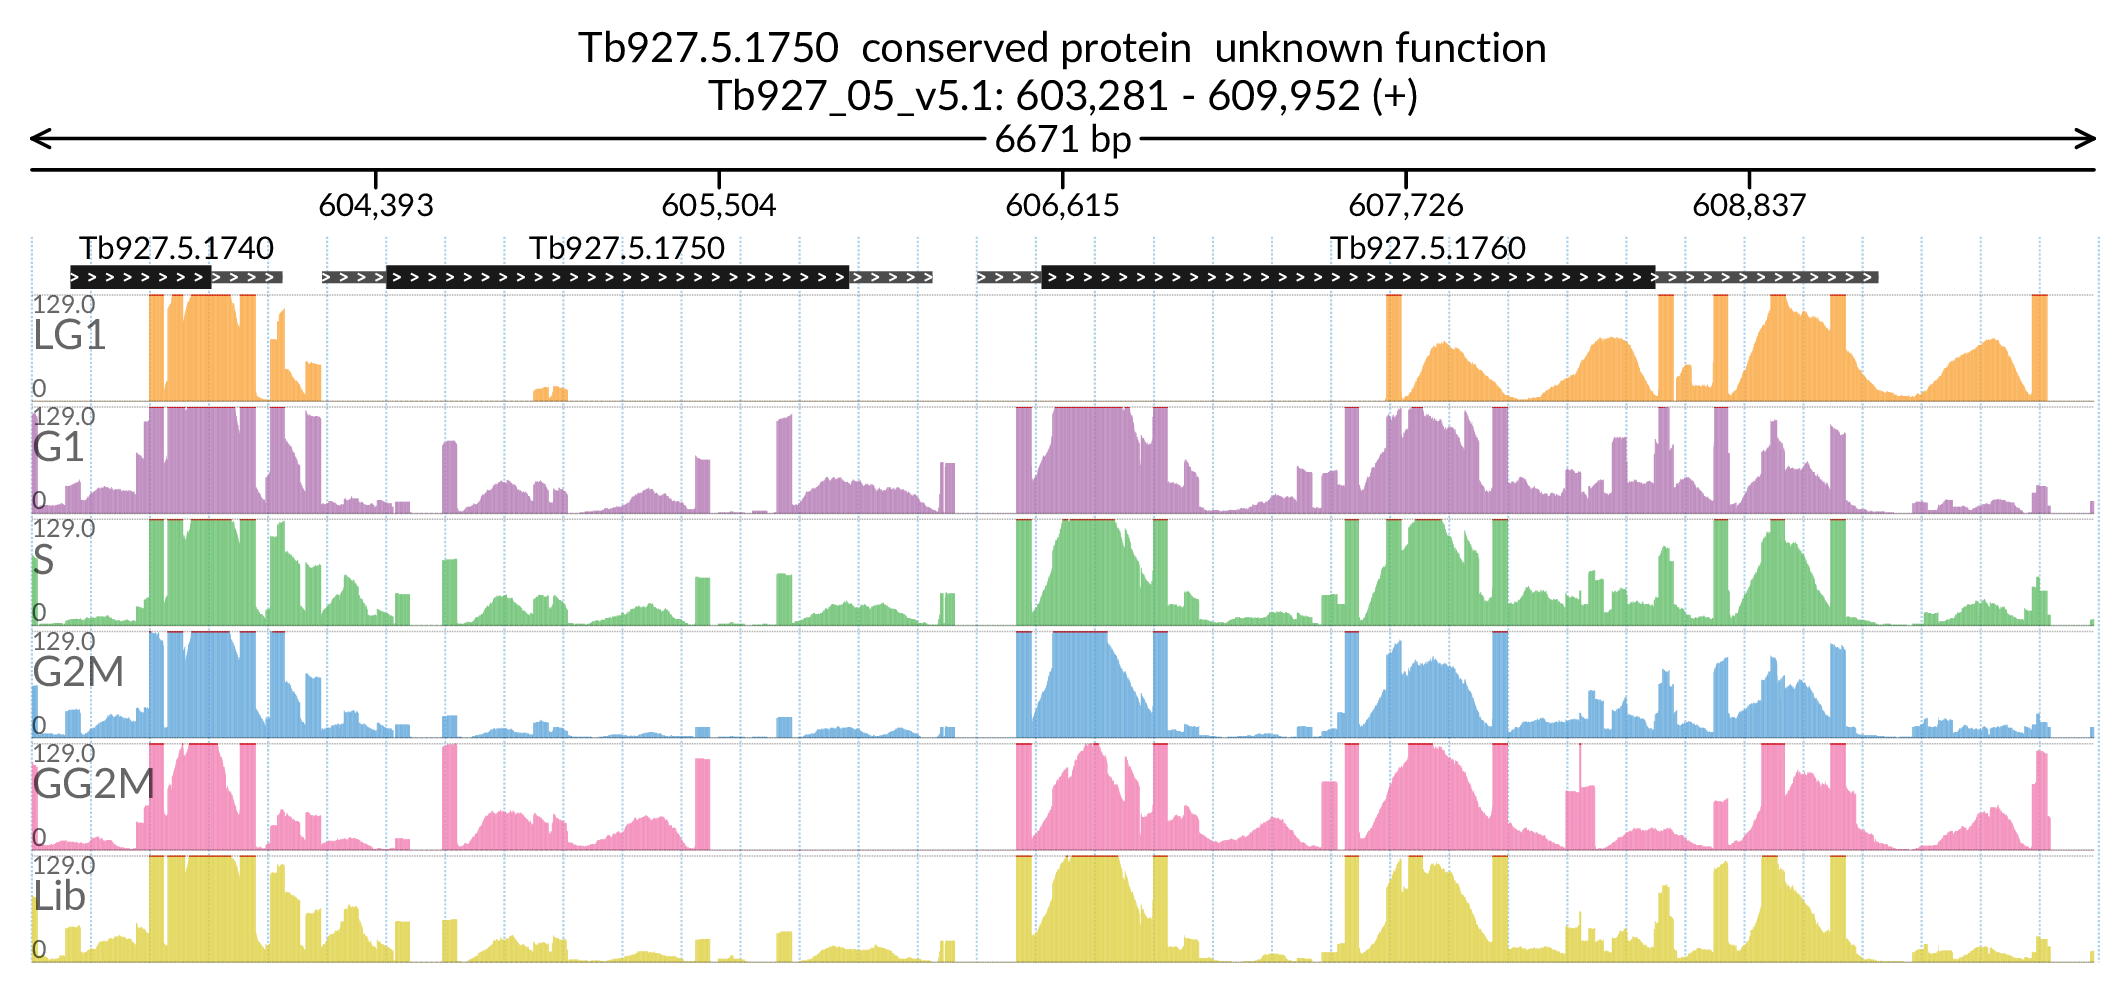 Tb927.5.1750  conserved protein  unknown function
Tb927_05_v5.1: 603,281 - 609,952 (+)
6671 bp
604,393 605,504 606,615 607,726 608,837
Tb927.5.1740 Tb927.5.1750 Tb927.5.1760
129.0
LG1
0
129.0
G1
0
129.0
S
0
129.0
G2M
0
129.0
GG2M
0
129.0
Lib
0